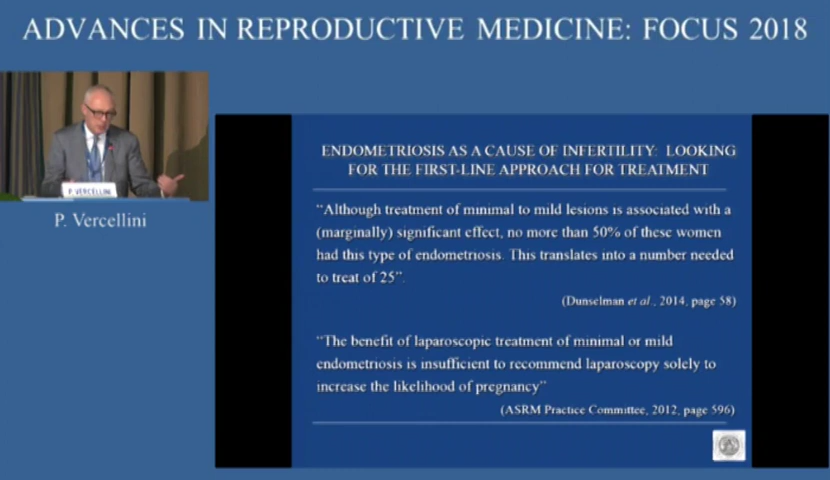 ADVANCES IN REPRODUCTIVE MEDICINE: FOCUS 2018
P. VERCELLINI
P. Vercellini
ENDOMETRIOSIS AS A CAUSE OF INFERTILITY: LOOKING
FOR THE FIRST-LINE APPROACH FOR TREATMENT
“Although treatment of minimal to mild lesions is associated with a
(marginally) significant effect, no more than 50% of these women
had this type of endometriosis. This translates into a number needed
to treat of 25”.
(Dunselman et al., 2014, page 58)
“The benefit of laparoscopic treatment of minimal or mild
endometriosis is insufficient to recommend laparoscopy solely to
increase the likelihood of pregnancy”
(ASRM Practice Committee, 2012, page 596)